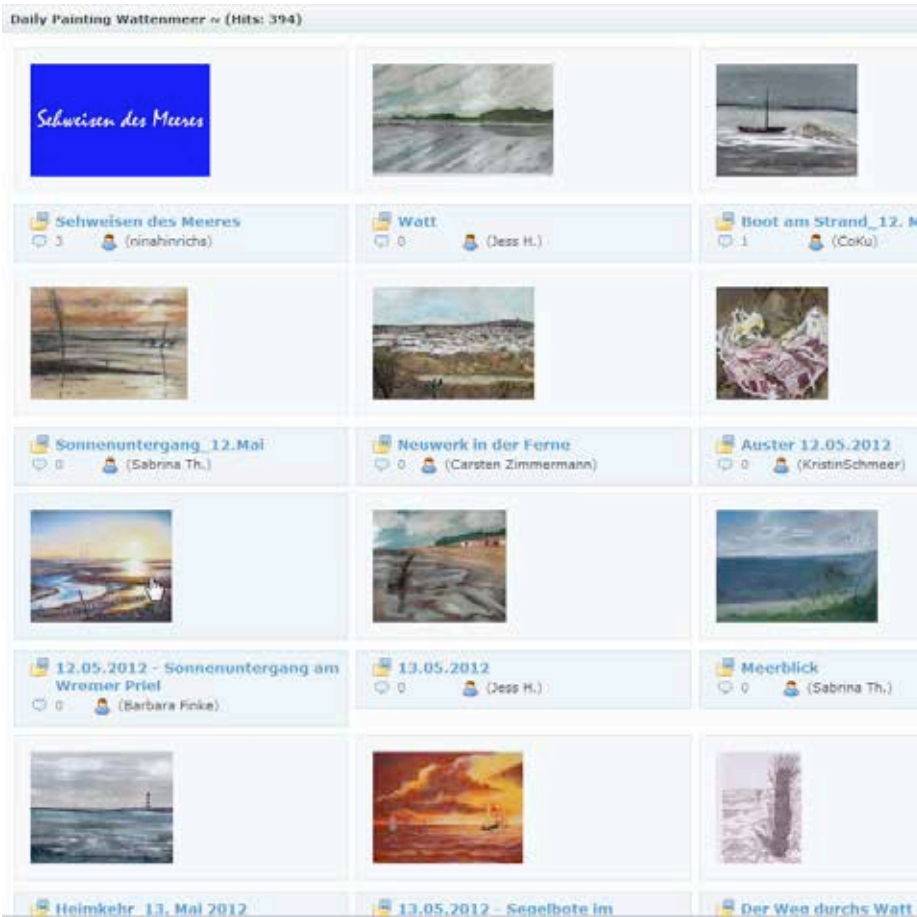 Daily Painting Wattenmeer ~ (Hits: 394)
Sehweisen des Meeres
Sehweisen des Meeres
3 (ninahinrichs)
Watt
0 (Jess H.)
Boot am Strand_12. M
1 (CoKu)
Sonnenuntergang_12.Mai
0 (Sabrina Th.)
Neuwerk in der Ferne
0 (Carsten Zimmermann)
Auster 12.05.2012
0 (KristinSchmeer)
12.05.2012 - Sonnenuntergang am
Wremer Priel
0 (Barbara Finke)
13.05.2012
0 (Jess H.)
Meerblick
0 (Sabrina Th.)
Heimkehr_13. Mai 2012
13.05.2012 - Segelbote im
Der Weg durchs Watt